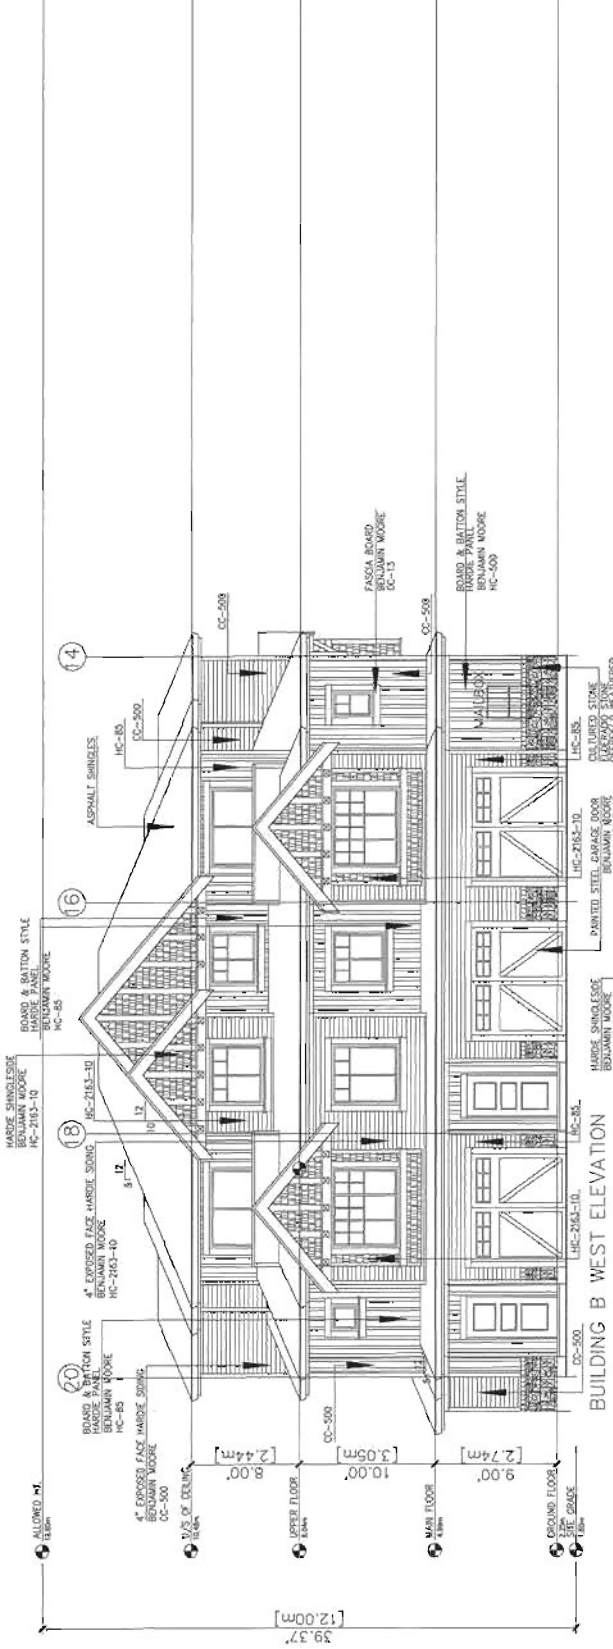 ALLOWED HT.
U/S OF CEILING
UPPER FLOOR
MAIN FLOOR
GROUND FLOOR
SITE GRADE
39.37'
[12.00m]
8.00'
[2.44m]
10.00'
[3.05m]
9.00'
[2.74m]
20
18
16
14
4" EXPOSED FACE HARDIE SIDING
BENJAMIN MOORE
CC-500
BOARD & BATTON STYLE
HARDIE PANEL
BENJAMIN MOORE
HC-85
4" EXPOSED FACE HARDIE SIDING
BENJAMIN MOORE
HC-2163-10
HARDIE SHINGLESIDE
BENJAMIN MOORE
HC-2163-10
BOARD & BATTON STYLE
HARDIE PANEL
BENJAMIN MOORE
HC-85
HC-2163-10
12
5
12
10
ASPHALT SHINGLES
HC-85
CC-500
CC-509
FASCIA BOARD
BENJAMIN MOORE
CC-509
BOARD & BATTON STYLE
HARDIE PANEL
BENJAMIN MOORE
HC-500
MAILBOX
CC-500
CC-500
HC-2163-10
HC-85
HC-2163-10
HC-85
HARDIE SHINGLESIDE
BENJAMIN MOORE
PAINTED STEEL GARAGE DOOR
BENJAMIN MOORE
CULTURED STONE
BUILDING B WEST ELEVATION